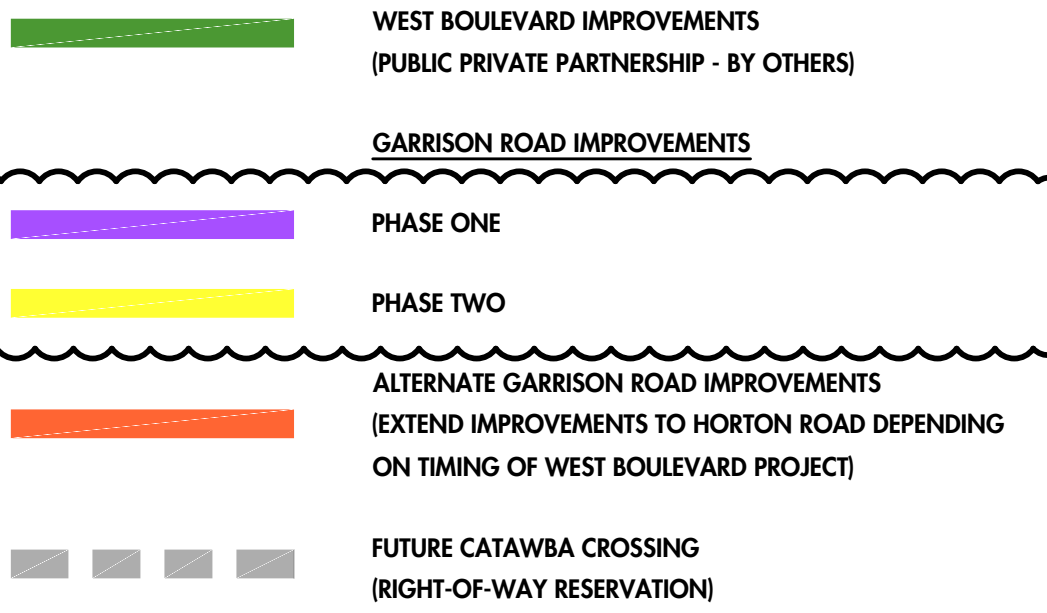 WEST BOULEVARD IMPROVEMENTS
(PUBLIC PRIVATE PARTNERSHIP - BY OTHERS)
GARRISON ROAD IMPROVEMENTS
PHASE ONE
PHASE TWO
ALTERNATE GARRISON ROAD IMPROVEMENTS
(EXTEND IMPROVEMENTS TO HORTON ROAD DEPENDING
ON TIMING OF WEST BOULEVARD PROJECT)
FUTURE CATAWBA CROSSING
(RIGHT-OF-WAY RESERVATION)